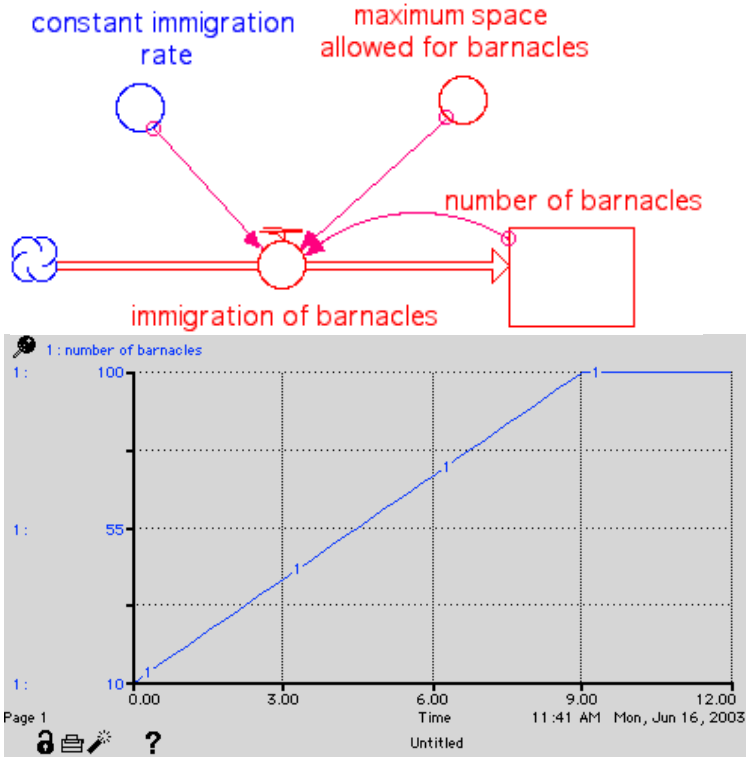 constant immigration
rate
maximum space
allowed for barnacles
number of barnacles
immigration of barnacles
1 : number of barnacles
1 :
100
1
1
1 :
55
1
1
1 :
10
0.00
3.00
6.00
9.00
12.00
Page 1
Time
11:41 AM Mon, Jun 16, 2003
?
Untitled